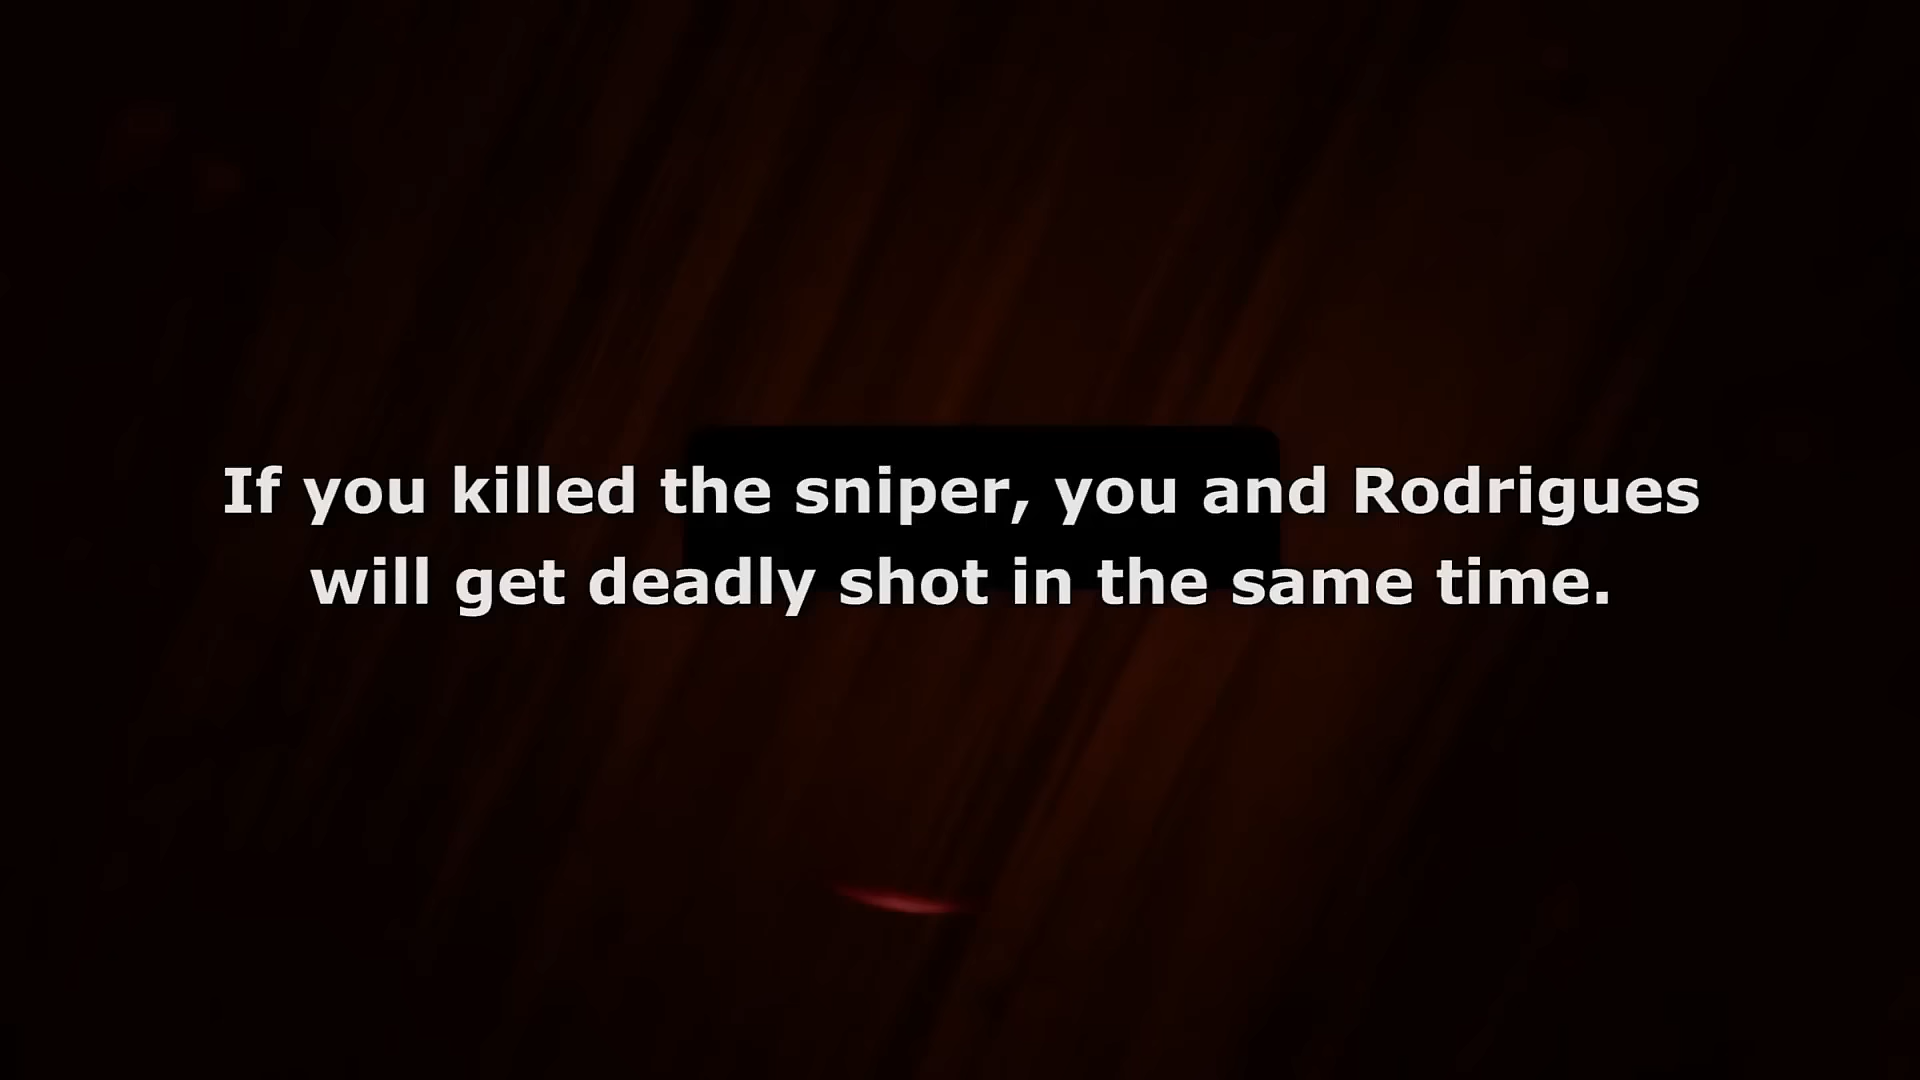 If you killed the sniper, you and Rodrigues
will get deadly shot in the same time.